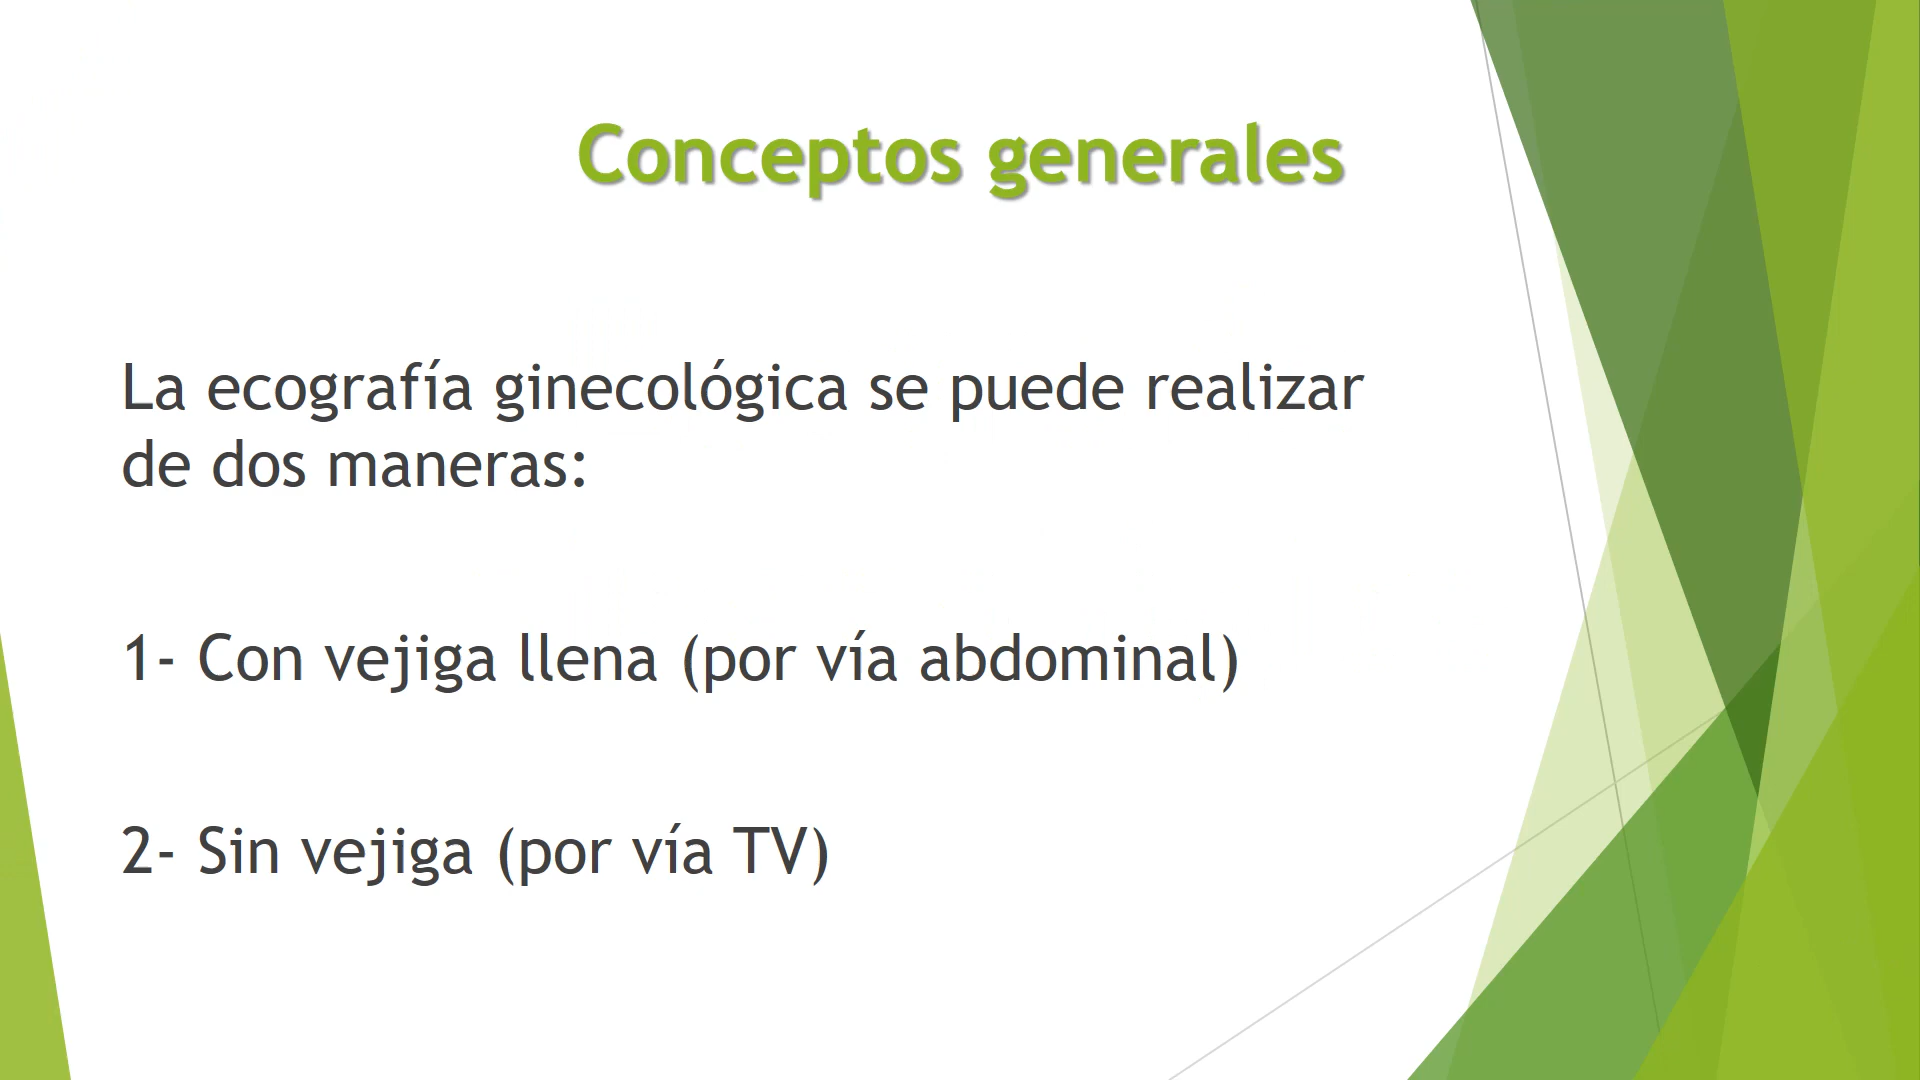 Conceptos generales
La ecografía ginecológica se puede realizar
de dos maneras:
1- Con vejiga llena (por vía abdominal)
2- Sin vejiga (por vía TV)